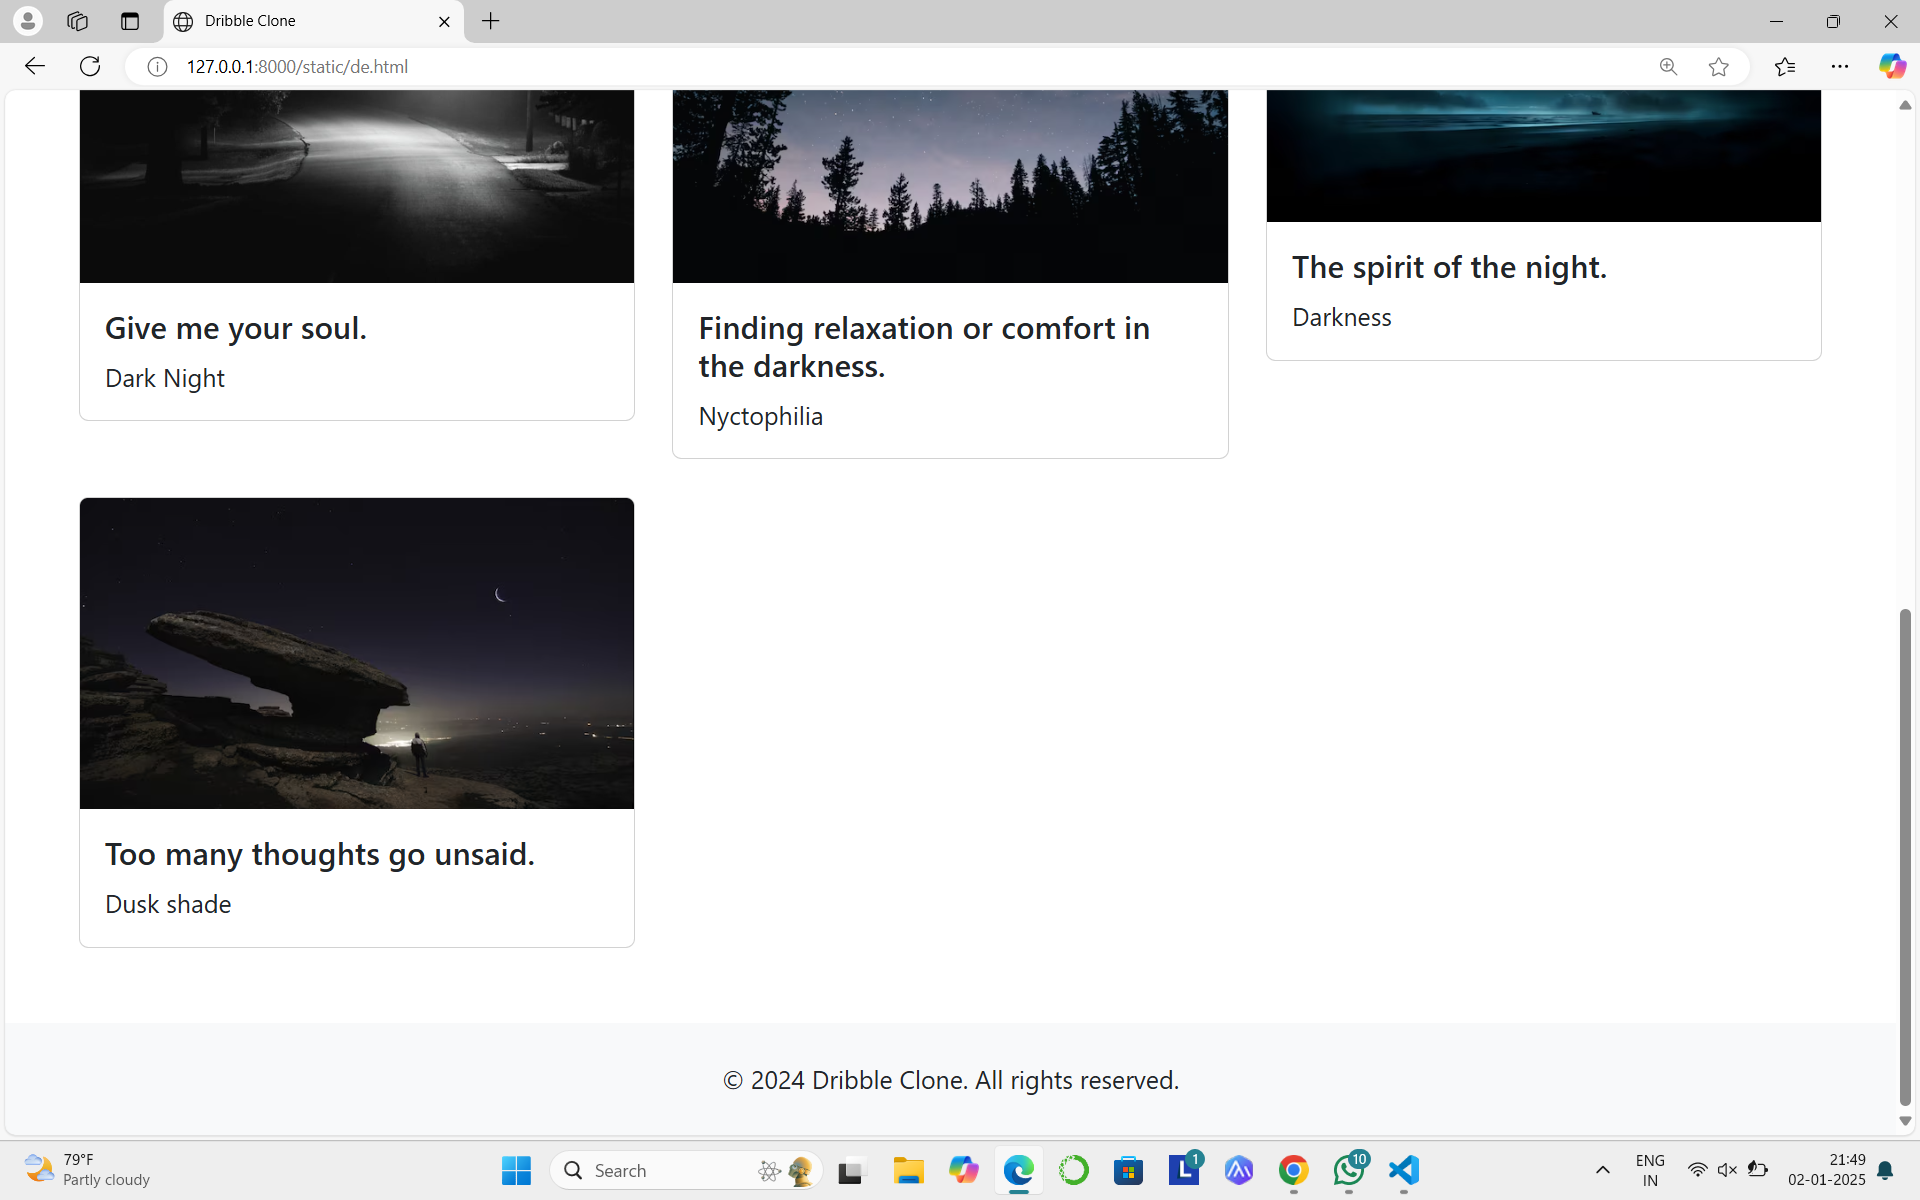 Dribble Clone
127.0.0.1:8000/static/de.html
Give me your soul.
Dark Night
Finding relaxation or comfort in
the darkness.
Nyctophilia
The spirit of the night.
Darkness
Too many thoughts go unsaid.
Dusk shade
© 2024 Dribble Clone. All rights reserved.
79°F
Partly cloudy
Search
L
1
10
ENG
IN
21:49
02-01-2025